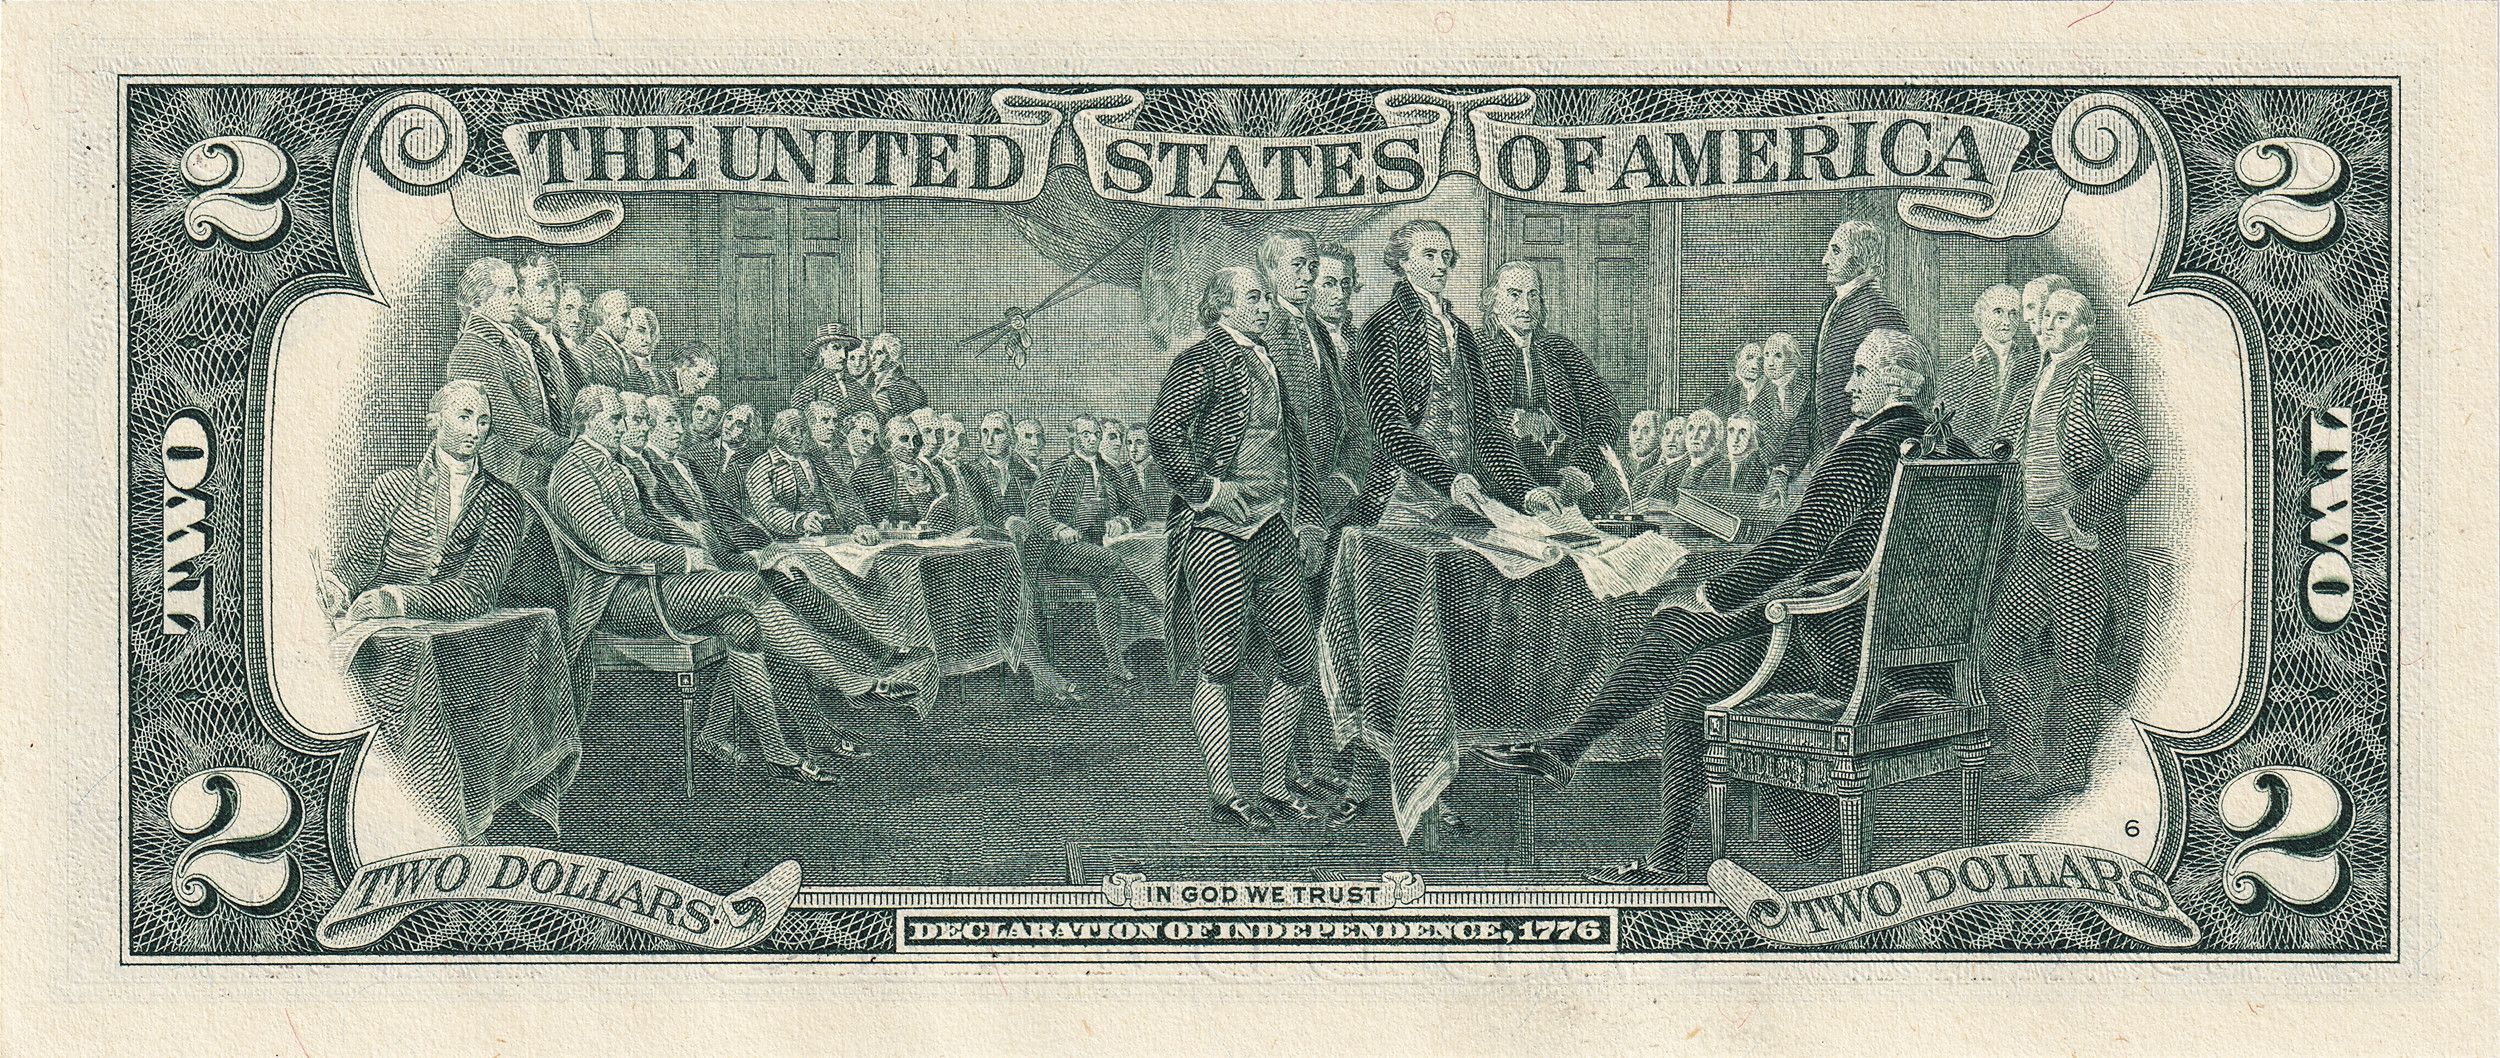 THE UNITED STATES OF AMERICA
2
2
TWO
TWO
6
2
2
TWO DOLLARS
IN GOD WE TRUST
TWO DOLLARS
DECLARATION OF INDEPENDENCE, 1776